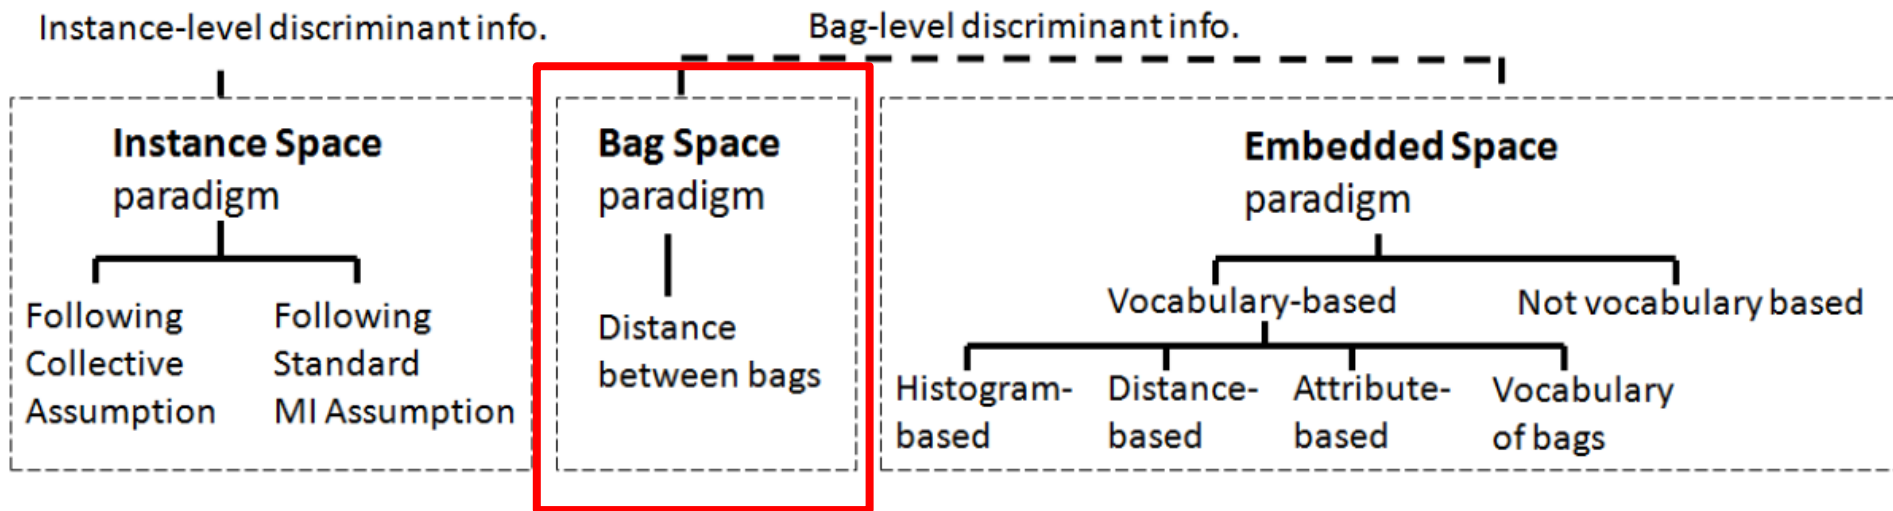 Instance-level discriminant info.
Bag-level discriminant info.
Instance Space
paradigm
Following
Collective
Assumption
Following
Standard
MI Assumption
Bag Space
paradigm
Distance
between bags
Embedded Space
paradigm
Vocabulary-based
Not vocabulary based
Histogram-
based
Distance-
based
Attribute-
based
Vocabulary
of bags